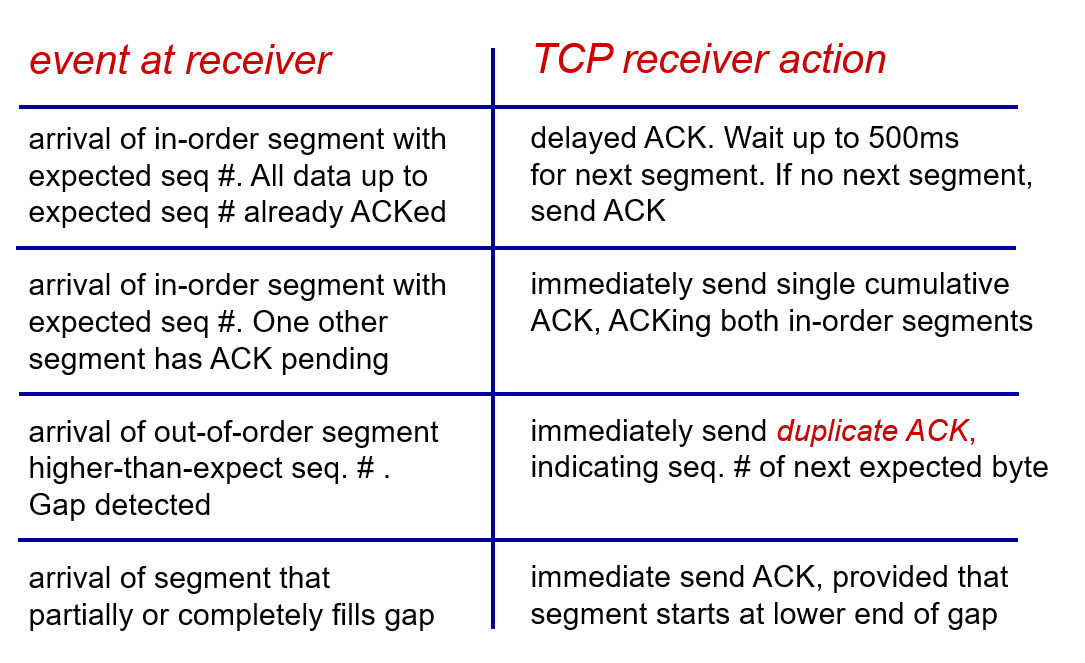 event at receiver
TCP receiver action
arrival of in-order segment with
expected seq #. All data up to
expected seq # already ACKed
delayed ACK. Wait up to 500ms
for next segment. If no next segment,
send ACK
arrival of in-order segment with
expected seq #. One other
segment has ACK pending
immediately send single cumulative
ACK, ACKing both in-order segments
arrival of out-of-order segment
higher-than-expect seq. # .
Gap detected
immediately send duplicate ACK,
indicating seq. # of next expected byte
arrival of segment that
partially or completely fills gap
immediate send ACK, provided that
segment starts at lower end of gap